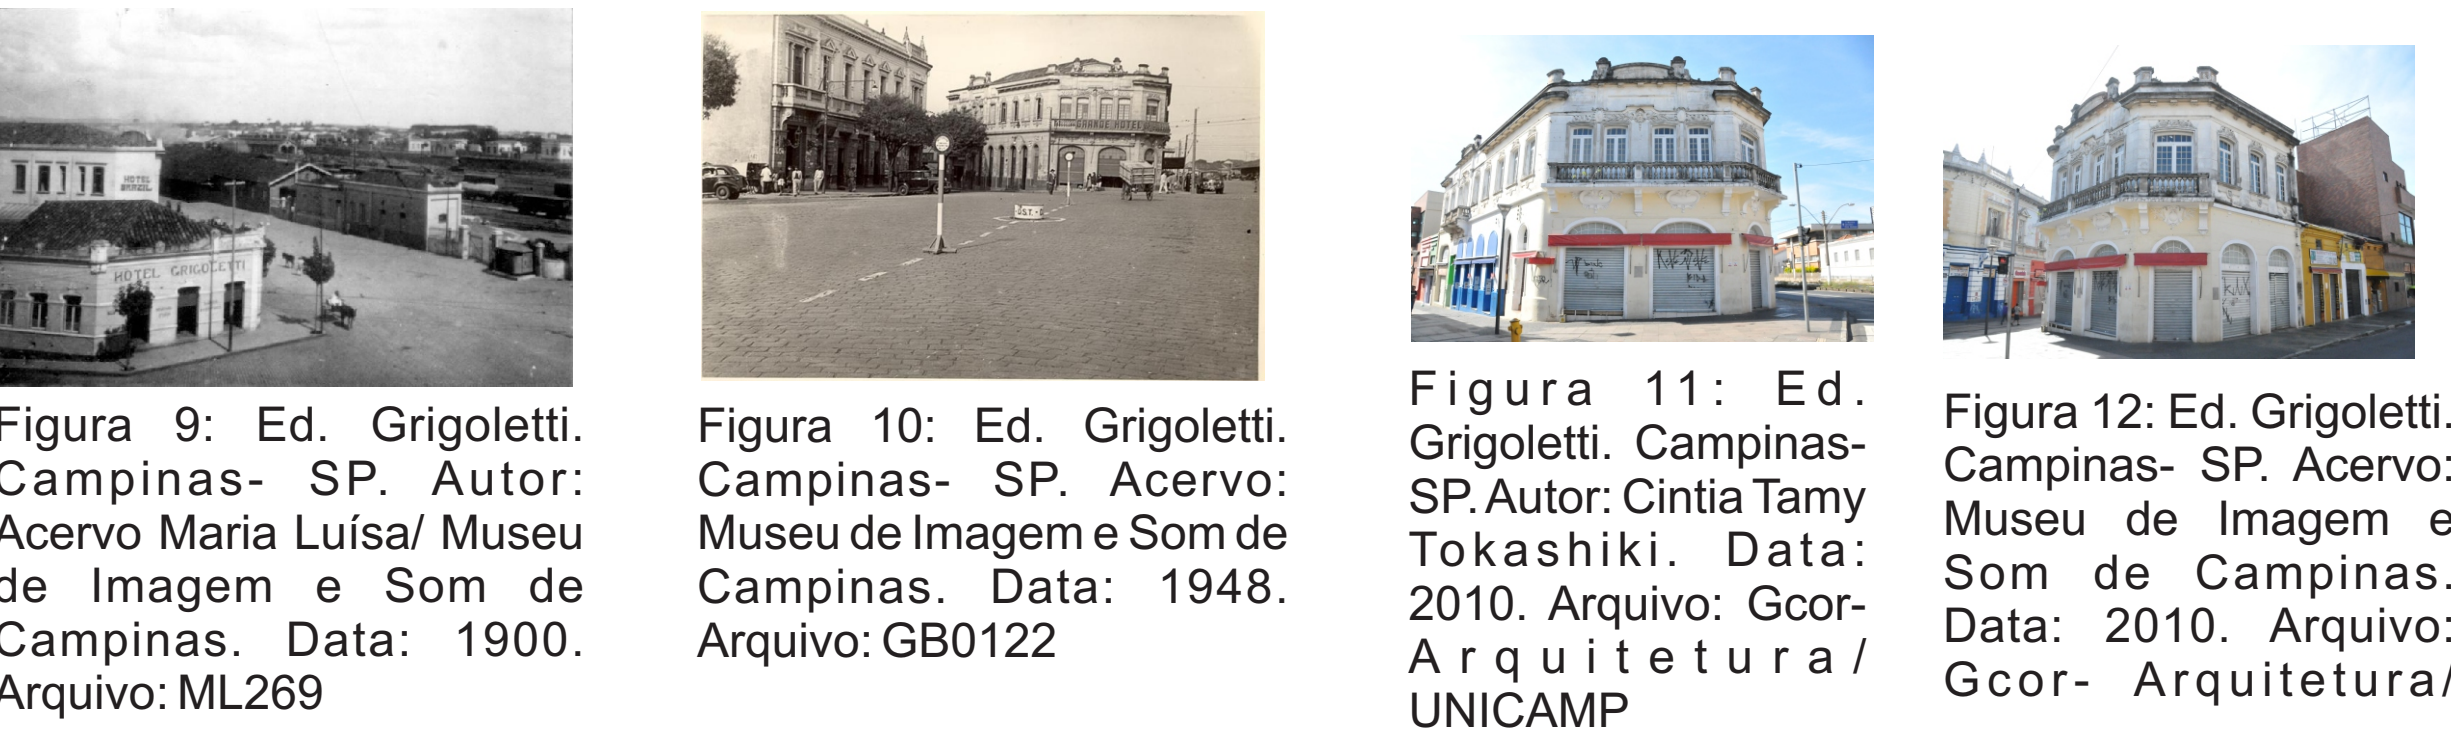 HOTEL
BRAZIL
HOTEL GRIGOLETTI
GRANDE HOTEL
Figura 9: Ed. Grigoletti.
Campinas- SP. Autor:
Acervo Maria Luísa/ Museu
de Imagem e Som de
Campinas. Data: 1900.
Arquivo: ML269
Figura 10: Ed. Grigoletti.
Campinas- SP. Acervo:
Museu de Imagem e Som de
Campinas. Data: 1948.
Arquivo: GB0122
Figura 11: Ed.
Grigoletti. Campinas-
SP. Autor: Cintia Tamy
Tokashiki. Data:
2010. Arquivo: Gcor-
Arquitetura/
UNICAMP
Figura 12: Ed. Grigoletti.
Campinas- SP. Acervo:
Museu de Imagem e
Som de Campinas.
Data: 2010. Arquivo:
Gcor- Arquitetura/